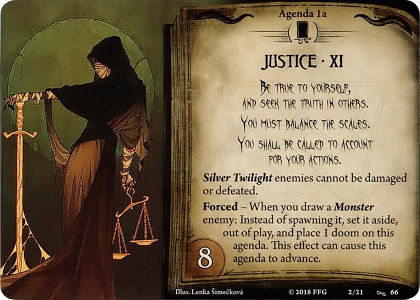 Agenda 1a
JUSTICE · XI
BE TRUE TO YOURSELF,
AND SEEK THE TRUTH IN OTHERS.
YOU MUST BALANCE THE SCALES.
YOU SHALL BE CALLED TO ACCOUNT
FOR YOUR ACTIONS.
Silver Twilight enemies cannot be damaged
or defeated.
Forced – When you draw a Monster
enemy: Instead of spawning it, set it aside,
out of play, and place 1 doom on this
agenda. This effect can cause this
agenda to advance.
8
Illus. Lenka Šimečková
© 2018 FFG
2/21
66